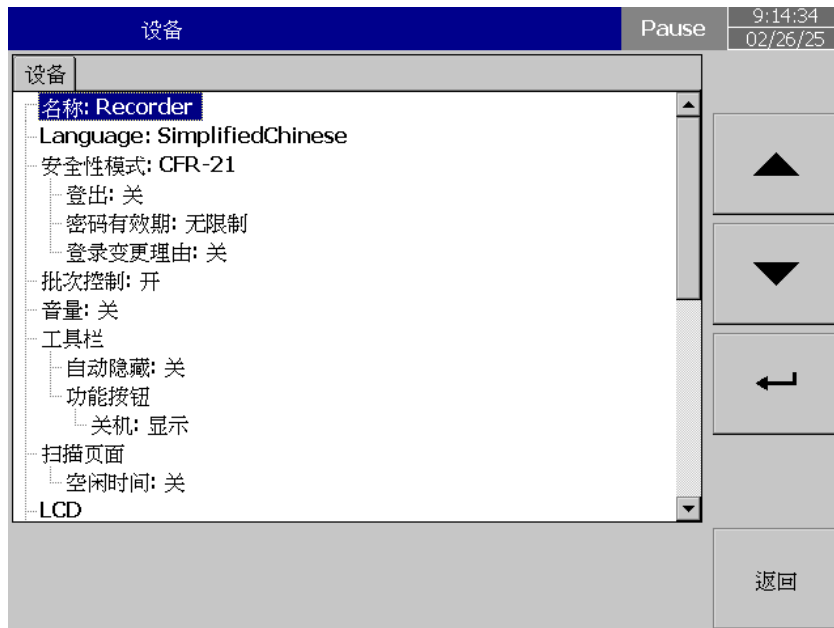 设备
Pause
9:14:34
02/26/25
设备
名称: Recorder
Language: SimplifiedChinese
安全性模式: CFR-21
登出: 关
密码有效期: 无限制
登录变更理由: 关
批次控制: 开
音量: 关
工具栏
自动隐藏: 关
功能按钮
关机: 显示
扫描页面
空闲时间: 关
LCD
返回